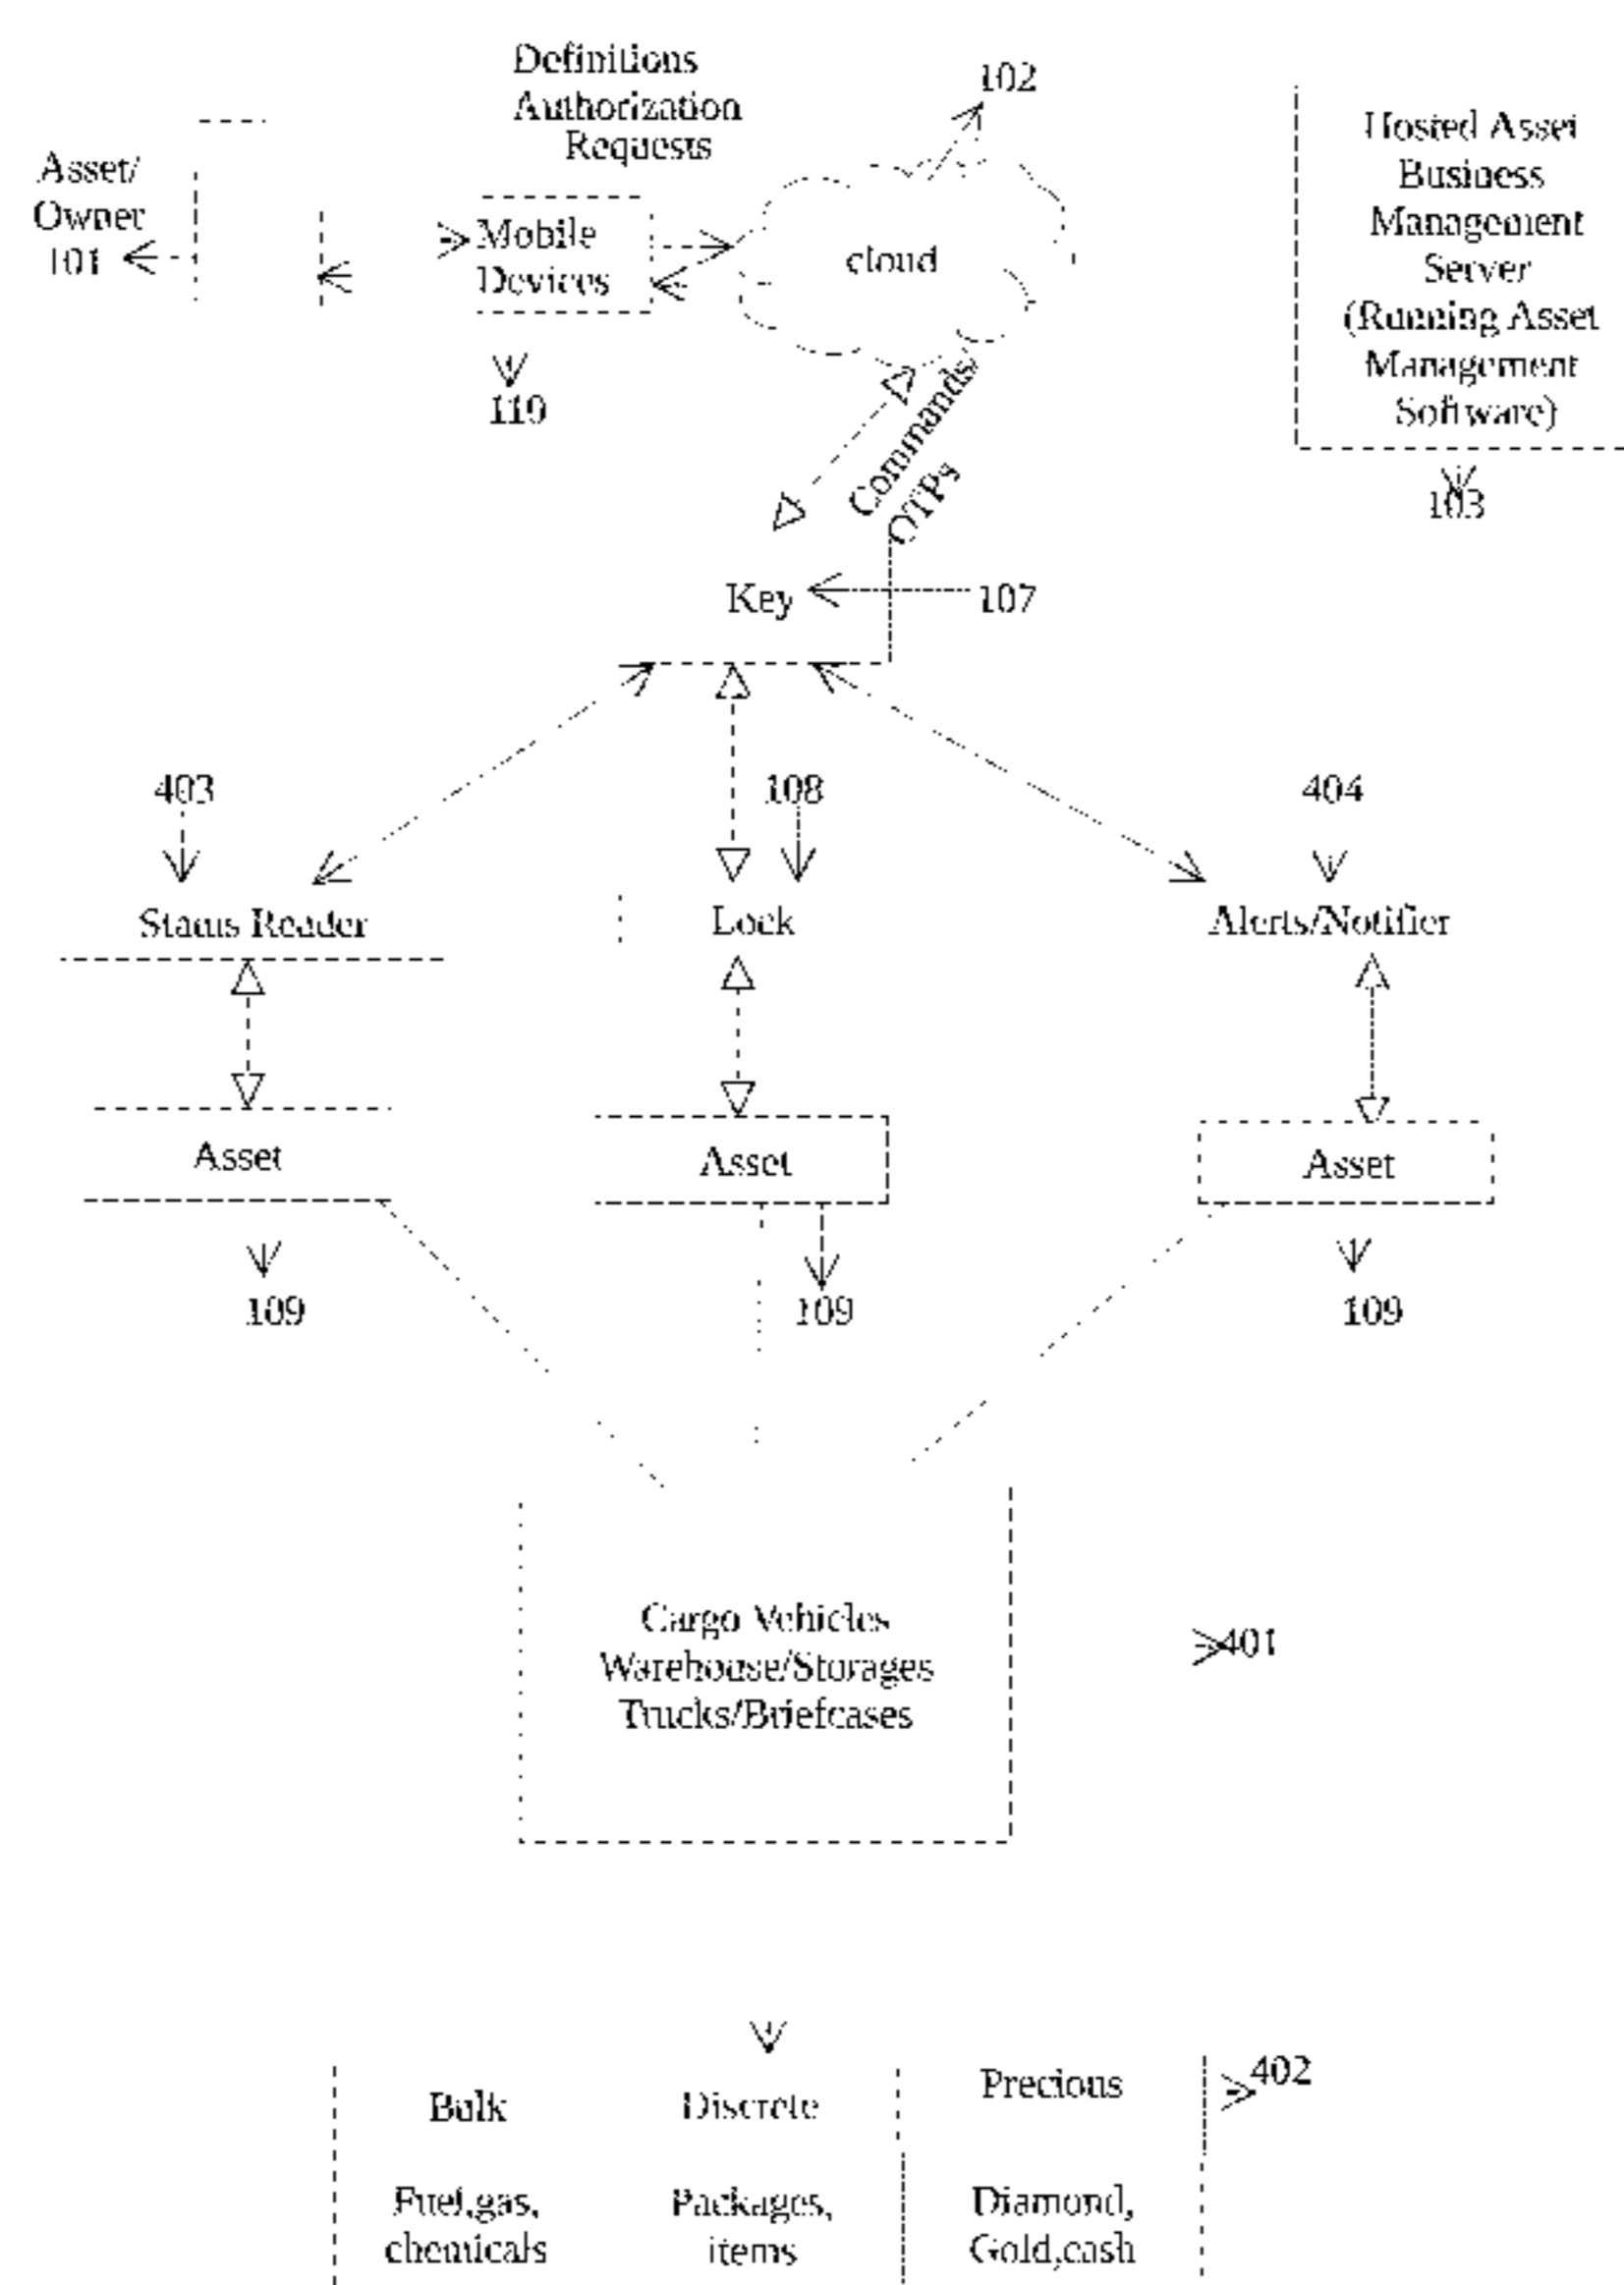 Definitions
Authorization
Requests
102
Asset/
Owner
101
Mobile
Devices
110
cloud
Hosted Asset
Business
Management
Server
(Running Asset
Management
Software)
103
Commands/
OTPs
Key
107
403
108
404
Status Reader
Lock
Alerts/Notifier
Asset
Asset
Asset
109
109
109
Cargo Vehicles
Warehouse/Storages
Trucks/Briefcases
401
Bulk
Discrete
Precious
402
Fuel,gas,
chemicals
Packages,
items
Diamond,
Gold,cash